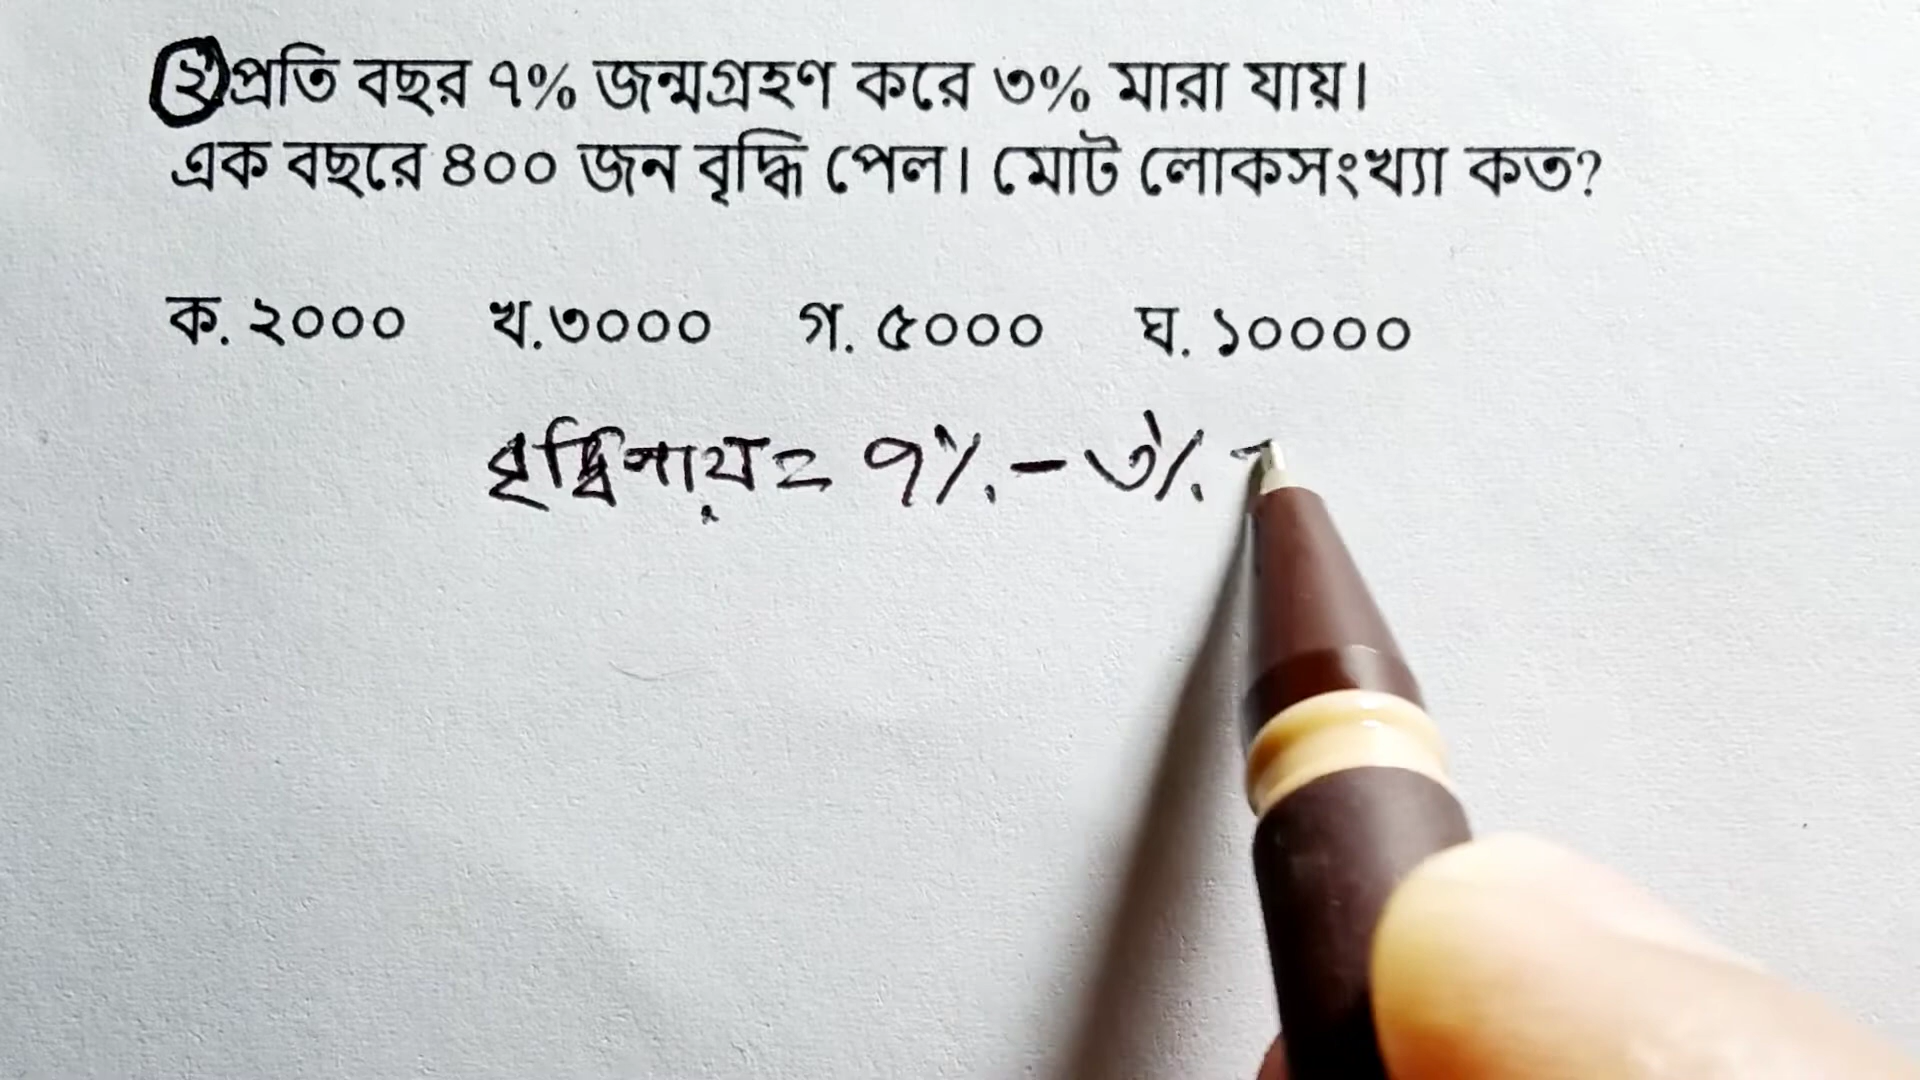 ২ প্রতি বছর ৭% জন্মগ্রহণ করে ৩% মারা যায়।
এক বছরে ৪০০ জন বৃদ্ধি পেল। মোট লোকসংখ্যা কত?
ক. ২০০০ খ.৩০০০ গ. ৫০০০ ঘ. ১০০০০
বৃদ্ধি পায় = ৭% - ৩%